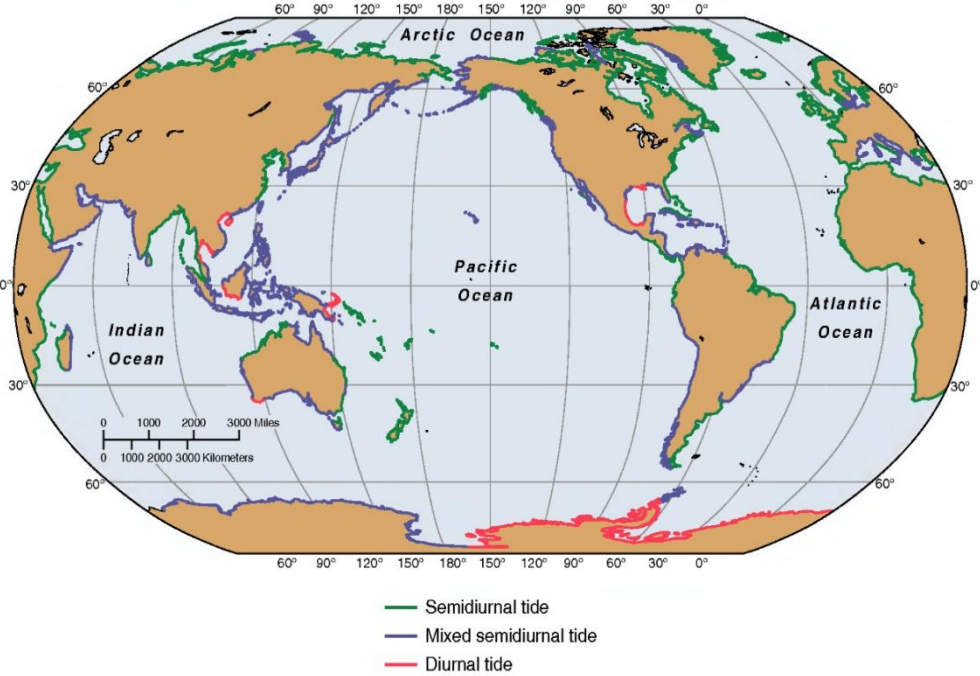 60° 90° 120° 150° 180° 150° 120° 90° 60° 30° 0°
Arctic Ocean
60° 60°
30° 30°
Pacific
Ocean
0° 0°
Atlantic
Ocean
Indian
Ocean
30° 30°
0 1000 2000 3000 Miles
0 1000 2000 3000 Kilometers
60° 60°
60° 90° 120° 150° 180° 150° 120° 90° 60° 30° 0°
Semidiurnal tide
Mixed semidiurnal tide
Diurnal tide